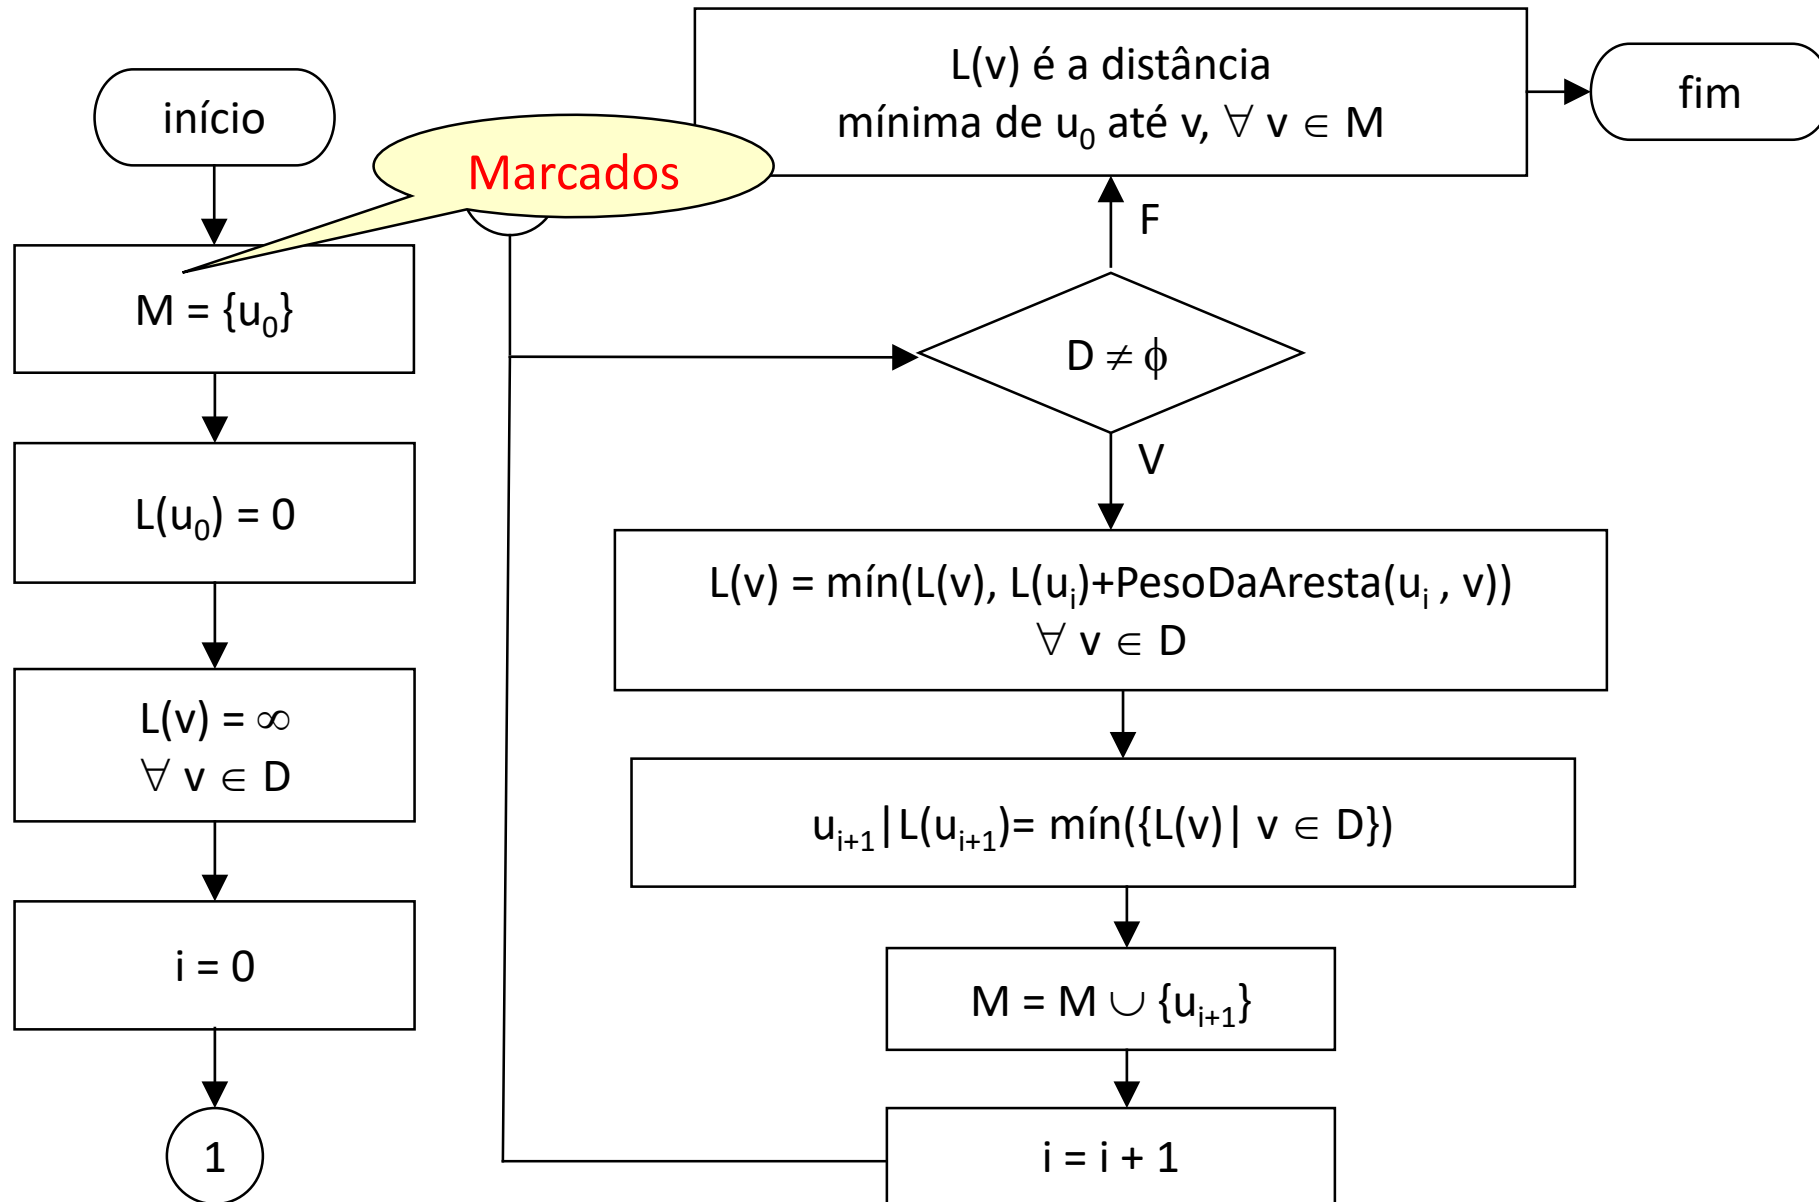 início
Marcados
M = {u₀}
L(u₀) = 0
L(v) = ∞
∀ v ∈ D
i = 0
1
L(v) é a distância
mínima de u₀ até v, ∀ v ∈ M
fim
F
D ≠ ϕ
V
L(v) = mín(L(v), L(uᵢ)+PesoDaAresta(uᵢ , v))
∀ v ∈ D
uᵢ₊₁|L(uᵢ₊₁)= mín({L(v)| v ∈ D})
M = M ∪ {uᵢ₊₁}
i = i + 1